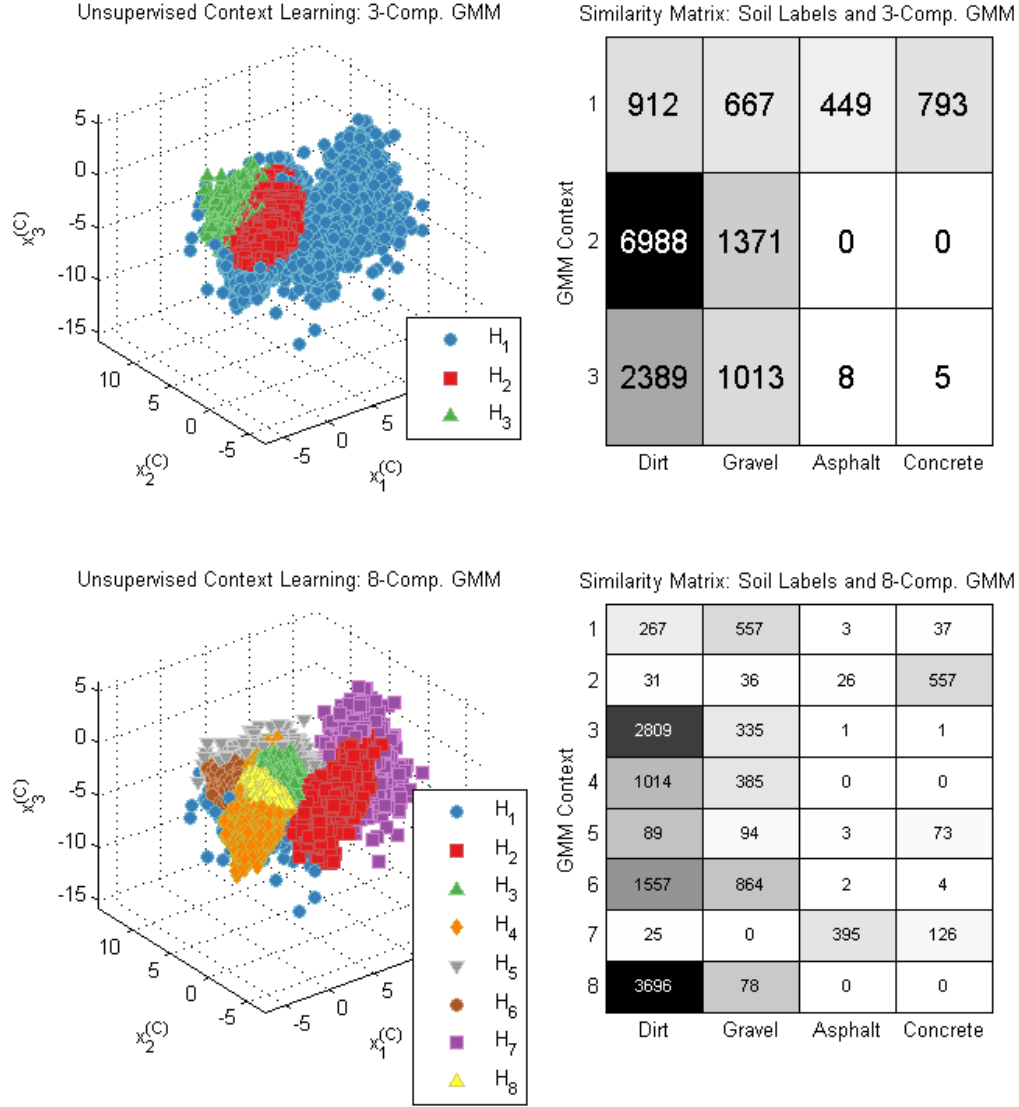 Unsupervised Context Learning: 3-Comp. GMM
5
0
-5
-10
-15
x3(C)
10
5
0
-5
x2(C)
-5
0
5
x1(C)
H1
H2
H3
Similarity Matrix: Soil Labels and 3-Comp. GMM
GMM Context
1 912 667 449 793
2 6988 1371 0 0
3 2389 1013 8 5
Dirt Gravel Asphalt Concrete
Unsupervised Context Learning: 8-Comp. GMM
5
0
-5
-10
-15
x3(C)
10
5
0
-5
x2(C)
-5
0
5
x1(C)
H1
H2
H3
H4
H5
H6
H7
H8
Similarity Matrix: Soil Labels and 8-Comp. GMM
GMM Context
1 267 557 3 37
2 31 36 26 557
3 2809 335 1 1
4 1014 385 0 0
5 89 94 3 73
6 1557 864 2 4
7 25 0 395 126
8 3696 78 0 0
Dirt Gravel Asphalt Concrete